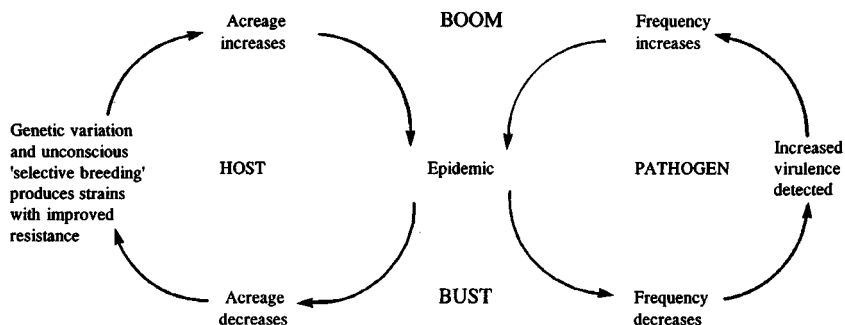 Acreage
increases
BOOM
Frequency
increases
Genetic variation
and unconscious
'selective breeding'
produces strains
with improved
resistance
HOST
Epidemic
PATHOGEN
Increased
virulence
detected
Acreage
decreases
BUST
Frequency
decreases